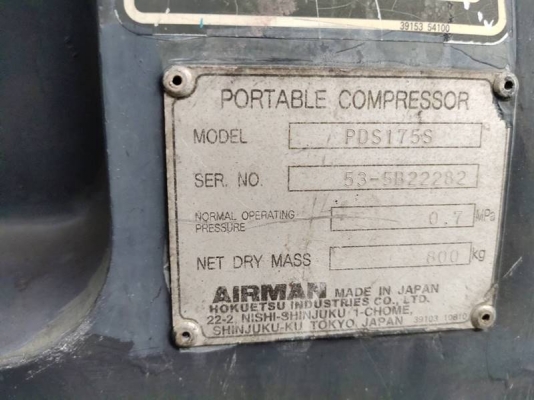 39153 54100
PORTABLE COMPRESSOR
MODEL PDS175S
SER. NO. 53-5B22282
NORMAL OPERATING PRESSURE 0.7 MPa
NET DRY MASS 800 kg
AIRMAN MADE IN JAPAN
HOKUETSU INDUSTRIES CO., LTD.
22-2, NISHI-SHINJUKU 1-CHOME,
SHINJUKU-KU TOKYO, JAPAN